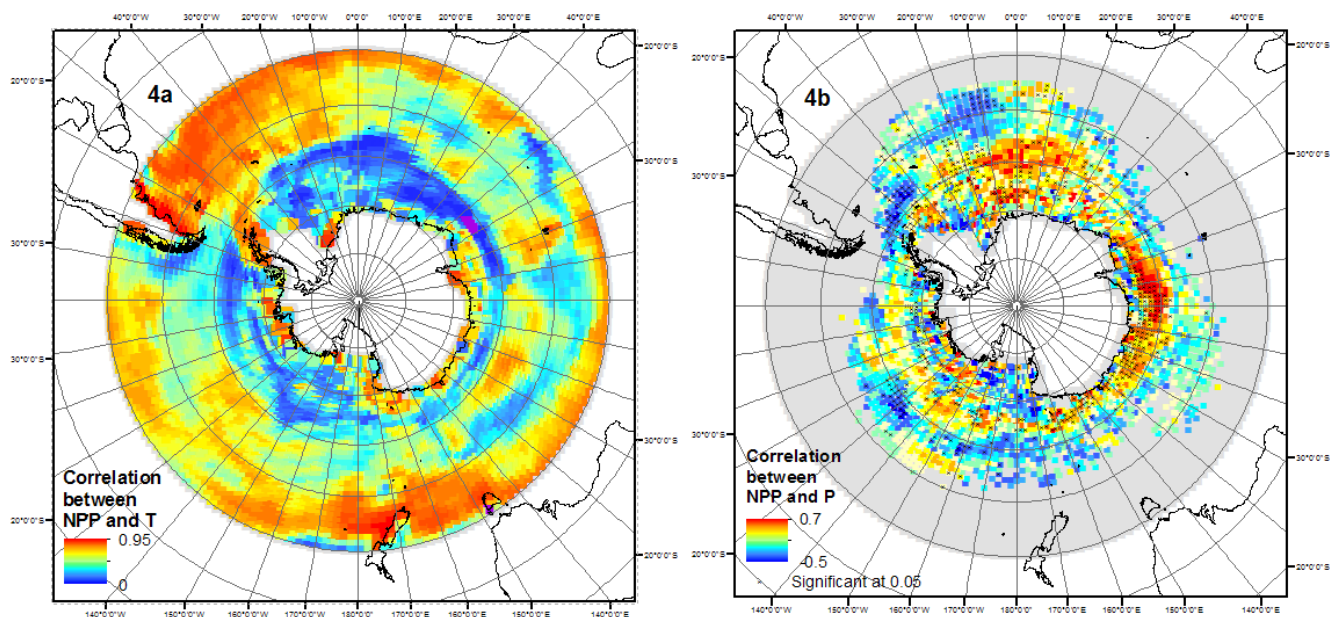 40°0'0"W 30°0'0"W 20°0'0"W 10°0'0"W 0°0'0" 10°0'0"E 20°0'0"E 30°0'0"E 40°0'0"E
20°0'0"S
20°0'0"S
4a
30°0'0"S
30°0'0"S
30°0'0"S
30°0'0"S
Correlation
between
NPP and T
0.95
0
20°0'0"S
20°0'0"S
140°0'0"W 150°0'0"W 160°0'0"W 170°0'0"W 180°0'0" 170°0'0"E 160°0'0"E 150°0'0"E 140°0'0"E
40°0'0"W 30°0'0"W 20°0'0"W 10°0'0"W 0°0'0" 10°0'0"E 20°0'0"E 30°0'0"E 40°0'0"E
20°0'0"S
20°0'0"S
4b
30°0'0"S
30°0'0"S
30°0'0"S
30°0'0"S
Correlation
between
NPP and P
0.7
-0.5
Significant at 0.05
20°0'0"S
20°0'0"S
140°0'0"W 150°0'0"W 160°0'0"W 170°0'0"W 180°0'0" 170°0'0"E 160°0'0"E 150°0'0"E 140°0'0"E